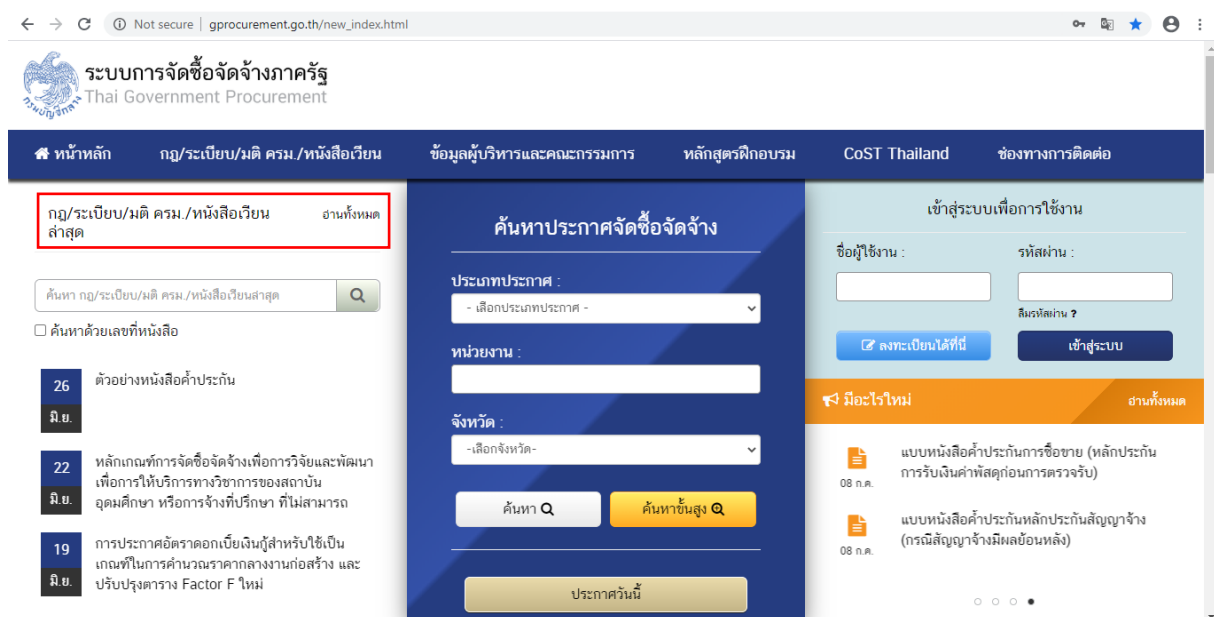 Not secure | gprocurement.go.th/new_index.html
ระบบการจัดซื้อจัดจ้างภาครัฐ
Thai Government Procurement
กรมบัญชีกลาง
หน้าหลัก กฎ/ระเบียบ/มติ ครม./หนังสือเวียน ข้อมูลผู้บริหารและคณะกรรมการ หลักสูตรฝึกอบรม CoST Thailand ช่องทางการติดต่อ
กฎ/ระเบียบ/มติ ครม./หนังสือเวียน อ่านทั้งหมด
ล่าสุด
ค้นหา กฎ/ระเบียบ/มติ ครม./หนังสือเวียนล่าสุด
ค้นหาด้วยเลขที่หนังสือ
26 ตัวอย่างหนังสือค้ำประกัน
มิ.ย.
22 หลักเกณฑ์การจัดซื้อจัดจ้างเพื่อการวิจัยและพัฒนา
เพื่อการให้บริการทางวิชาการของสถาบัน
มิ.ย. อุดมศึกษา หรือการจ้างที่ปรึกษา ที่ไม่สามารถ
19 การประกาศอัตราดอกเบี้ยเงินกู้สำหรับใช้เป็น
เกณฑ์ในการคำนวณราคากลางงานก่อสร้าง และ
มิ.ย. ปรับปรุงตาราง Factor F ใหม่
ค้นหาประกาศจัดซื้อจัดจ้าง
ประเภทประกาศ :
- เลือกประเภทประกาศ -
หน่วยงาน :
จังหวัด :
-เลือกจังหวัด-
ค้นหา ค้นหาขั้นสูง
ประกาศวันนี้
เข้าสู่ระบบเพื่อการใช้งาน
ชื่อผู้ใช้งาน : รหัสผ่าน :
ลืมรหัสผ่าน ?
ลงทะเบียนได้ที่นี่ เข้าสู่ระบบ
มีอะไรใหม่ อ่านทั้งหมด
แบบหนังสือค้ำประกันการซื้อขาย (หลักประกัน
08 ก.ค. การรับเงินค่าพัสดุก่อนการตรวจรับ)
แบบหนังสือค้ำประกันหลักประกันสัญญาจ้าง
08 ก.ค. (กรณีสัญญาจ้างมีผลย้อนหลัง)